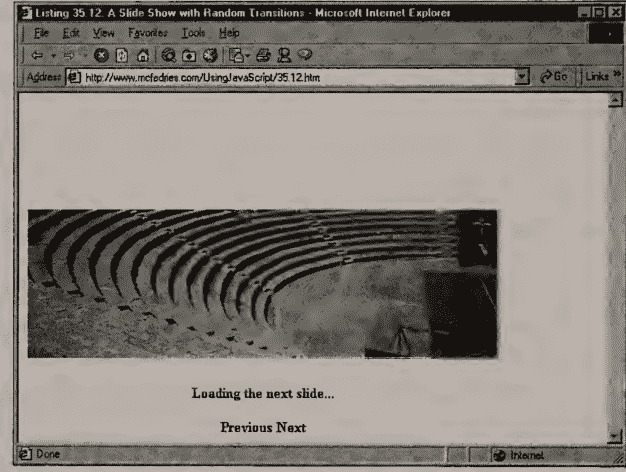 Listing 35.12. A Slide Show with Random Transitions - Microsoft Internet Explorer
File Edit View Favorites Tools Help
Address http://www.mcfedries.com/UsingJavaScript/35.12.htm Go Links »
Loading the next slide...
Previous Next
Done Internet